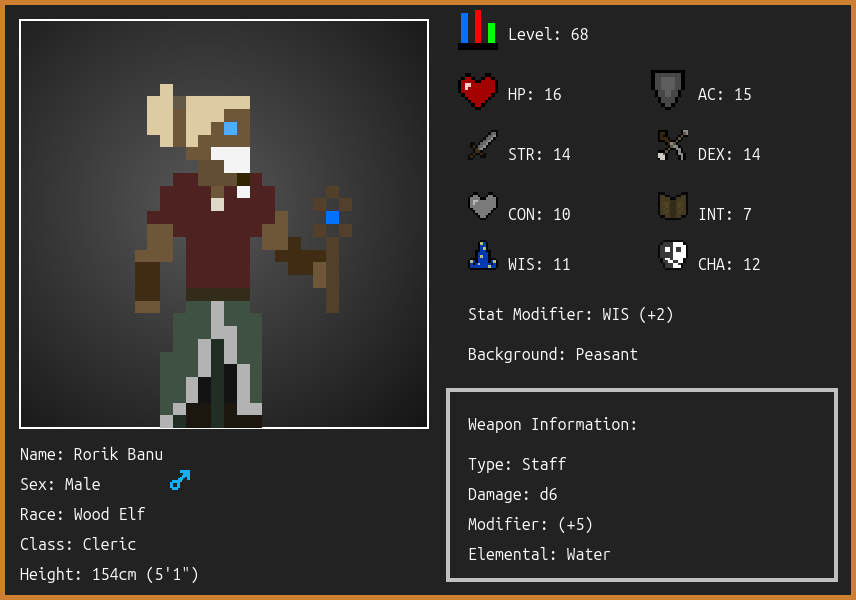 Level: 68
HP: 16
AC: 15
STR: 14
DEX: 14
CON: 10
INT: 7
WIS: 11
CHA: 12
Stat Modifier: WIS (+2)
Background: Peasant
Weapon Information:
Type: Staff
Damage: d6
Modifier: (+5)
Elemental: Water
Name: Rorik Banu
Sex: Male
Race: Wood Elf
Class: Cleric
Height: 154cm (5'1")